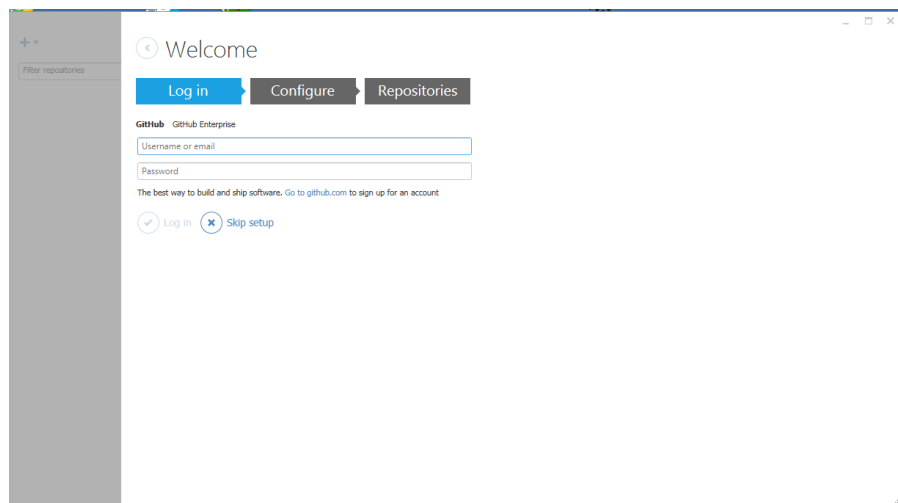 Filter repositories
Welcome
Log in Configure Repositories
GitHub GitHub Enterprise
Username or email
Password
The best way to build and ship software. Go to github.com to sign up for an account
Log in Skip setup